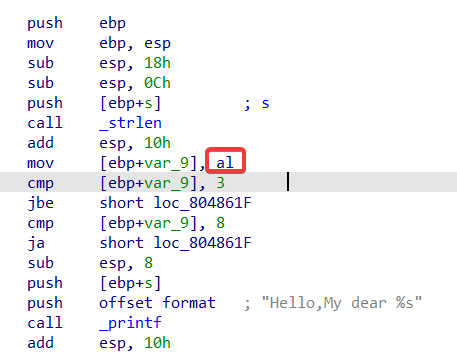 push ebp
mov ebp, esp
sub esp, 18h
sub esp, 0Ch
push [ebp+s] ; s
call _strlen
add esp, 10h
mov [ebp+var_9], al
cmp [ebp+var_9], 3
jbe short loc_804861F
cmp [ebp+var_9], 8
ja short loc_804861F
sub esp, 8
push [ebp+s]
push offset format ; "Hello,My dear %s"
call _printf
add esp, 10h